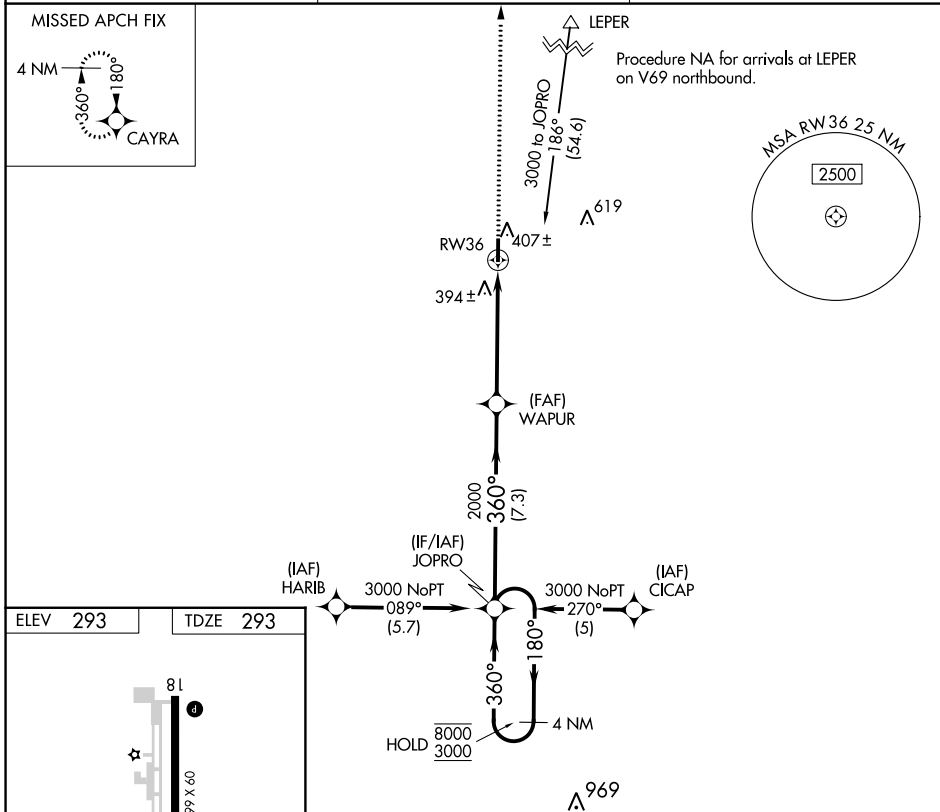 MISSED APCH FIX
4 NM
360°
180°
CAYRA
LEPER
Procedure NA for arrivals at LEPER
on V69 northbound.
3000 to JOPRO
186°
(54.6)
MSA RW36 25 NM
2500
619
RW36
407±
394±
(FAF)
WAPUR
2000
360°
(7.3)
(IF/IAF)
JOPRO
(IAF)
HARIB
3000 NoPT
089°
(5.7)
3000 NoPT
270°
(5)
(IAF)
CICAP
360°
180°
HOLD
8000
3000
4 NM
969
ELEV 293
TDZE 293
18
P
99 X 60